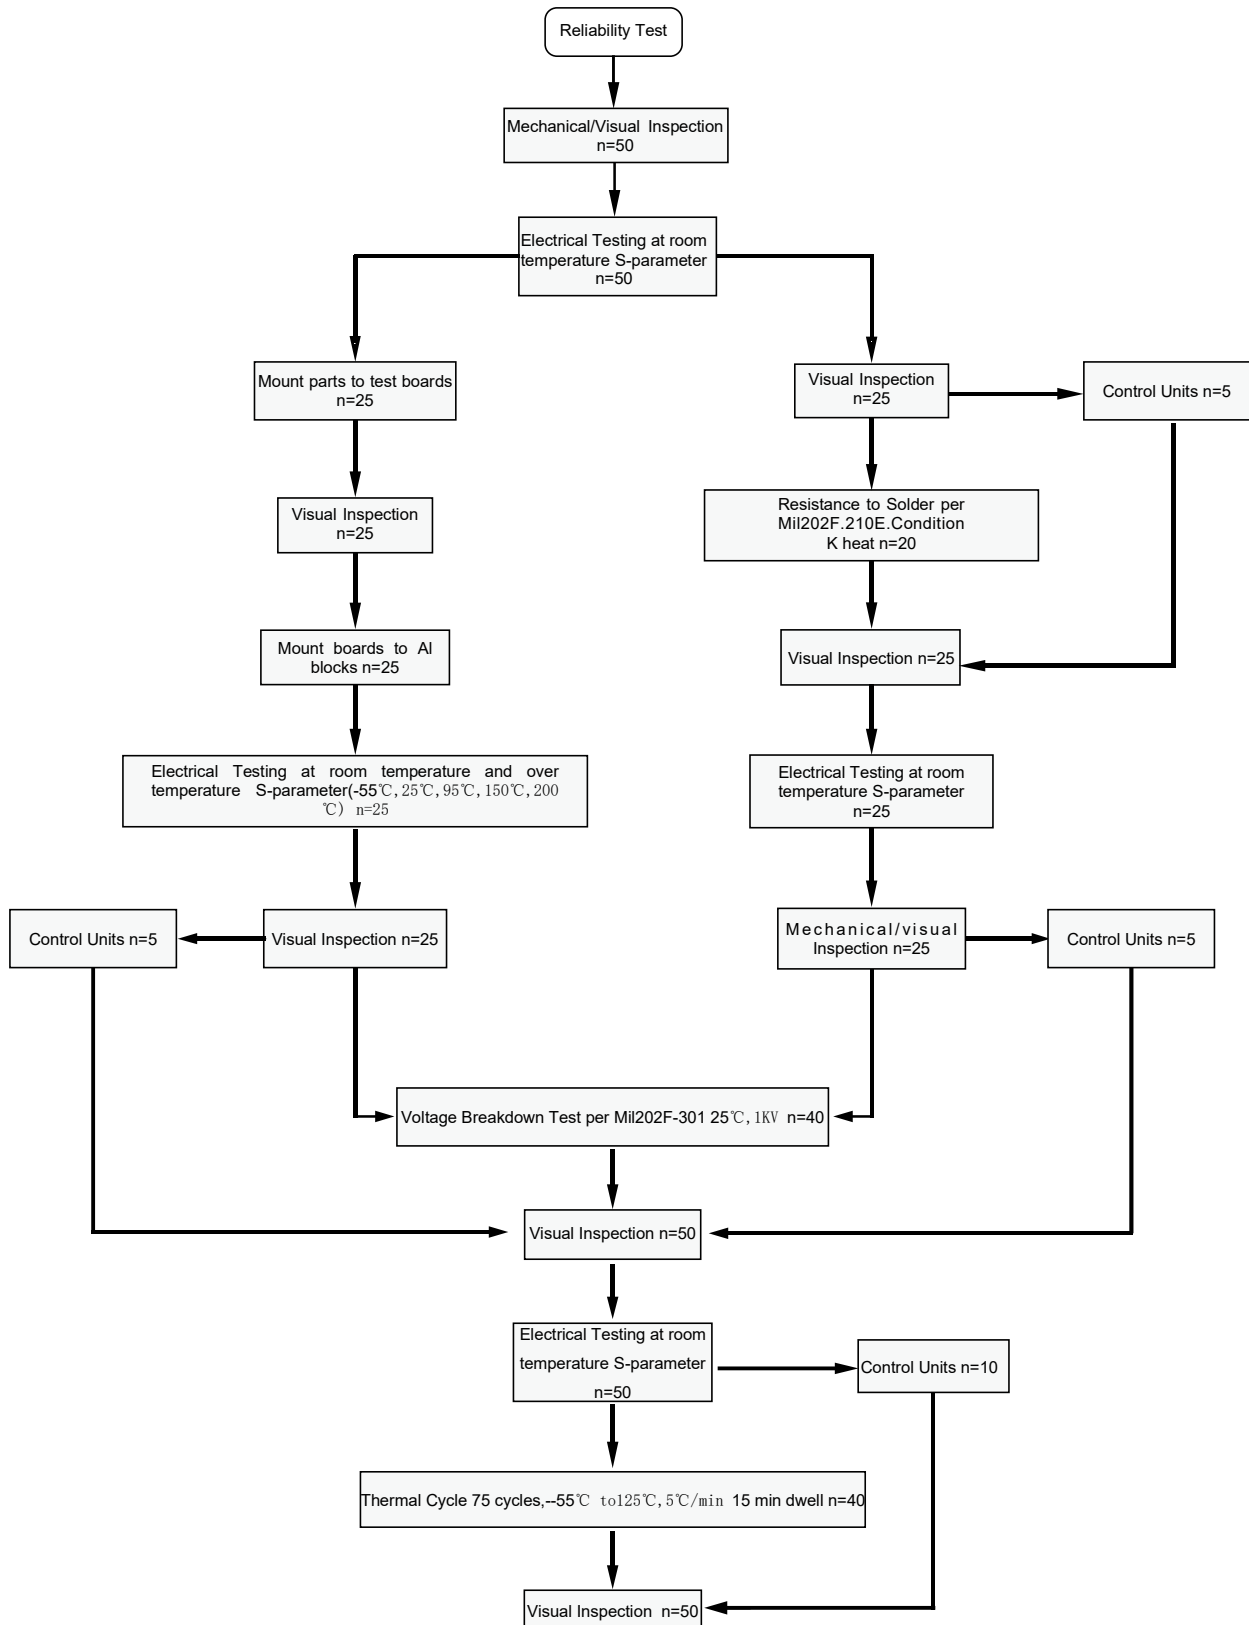 Reliability Test
Mechanical/Visual Inspection
n=50
Electrical Testing at room
temperature S-parameter
n=50
Mount parts to test boards
n=25
Visual Inspection
n=25
Control Units n=5
Visual Inspection
n=25
Resistance to Solder per
Mil202F.210E.Condition
K heat n=20
Mount boards to Al
blocks n=25
Visual Inspection n=25
Electrical Testing at room temperature and over
temperature S-parameter(-55℃,25℃,95℃,150℃,200
℃) n=25
Electrical Testing at room
temperature S-parameter
n=25
Control Units n=5
Visual Inspection n=25
Mechanical/visual
Inspection n=25
Control Units n=5
Voltage Breakdown Test per Mil202F-301 25℃,1KV n=40
Visual Inspection n=50
Electrical Testing at room
temperature S-parameter
n=50
Control Units n=10
Thermal Cycle 75 cycles,--55℃ to125℃,5℃/min 15 min dwell n=40
Visual Inspection n=50